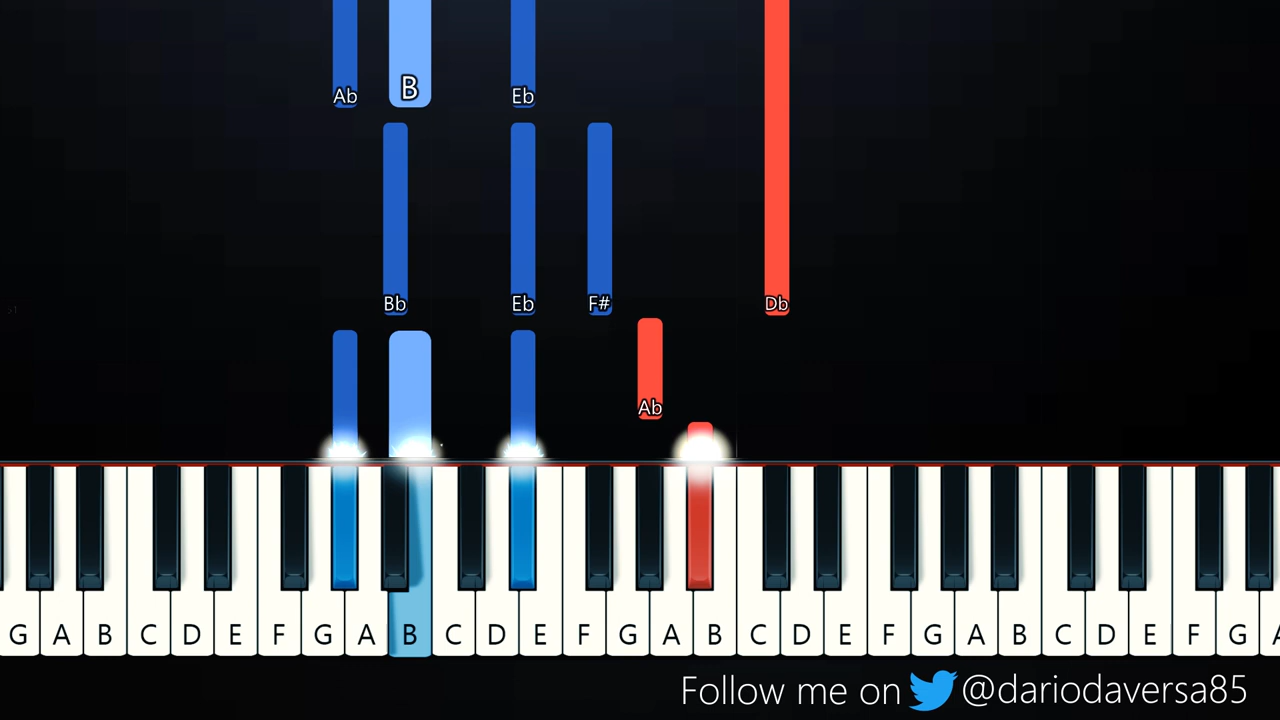 Ab B Eb
Bb Eb F# Db
Ab
G A B C D E F G A B C D E F G A B C D E F G A B C D E F G A
Follow me on @dariodaversa85